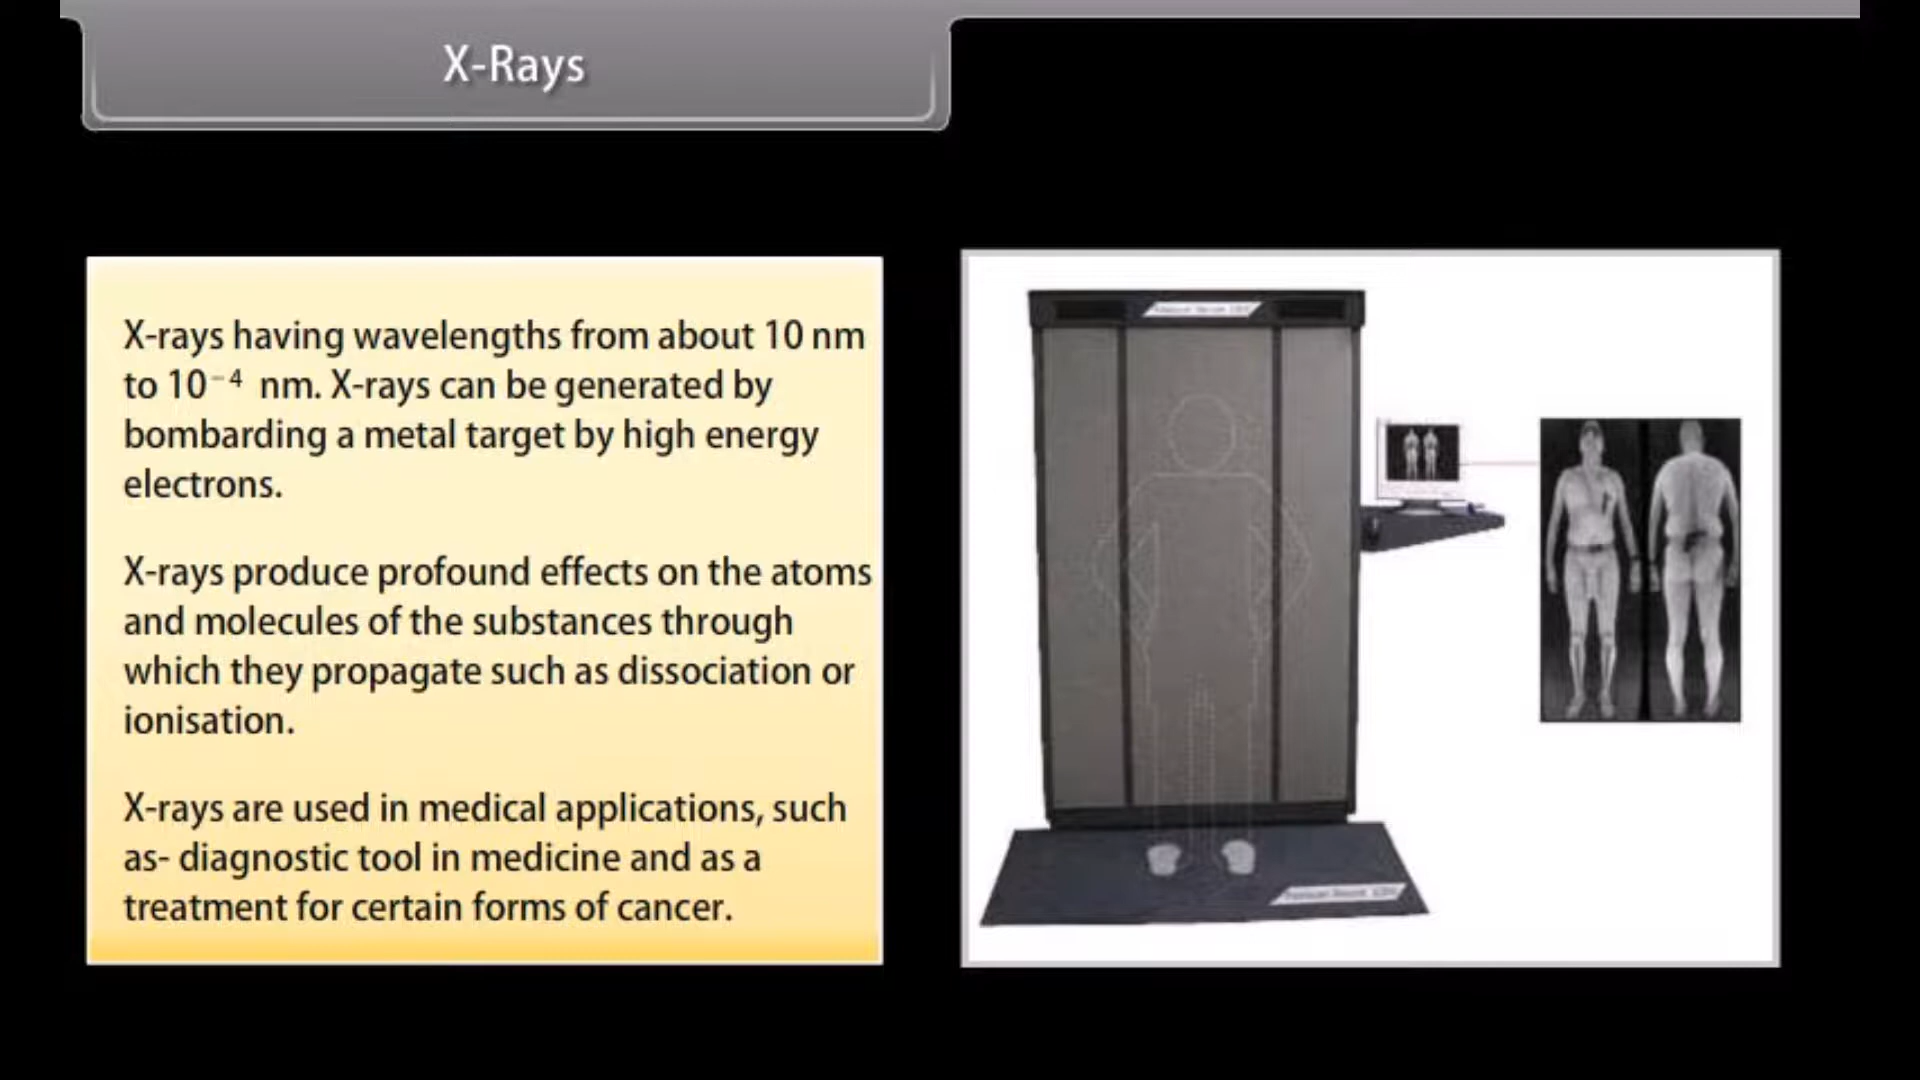 X-Rays
X-rays having wavelengths from about 10 nm
to 10⁻⁴ nm. X-rays can be generated by
bombarding a metal target by high energy
electrons.
X-rays produce profound effects on the atoms
and molecules of the substances through
which they propagate such as dissociation or
ionisation.
X-rays are used in medical applications, such
as- diagnostic tool in medicine and as a
treatment for certain forms of cancer.